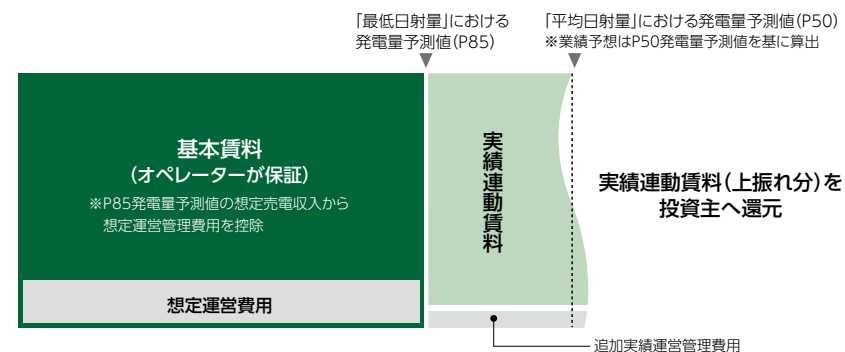 「最低日射量」における
発電量予測値(P85)
「平均日射量」における発電量予測値(P50)
※業績予想はP50発電量予測値を基に算出
基本賃料
(オペレーターが保証)
※P85発電量予測値の想定売電収入から
想定運営管理費用を控除
実績連動賃料
実績連動賃料(上振れ分)を
投資主へ還元
想定運営費用
追加実績運営管理費用